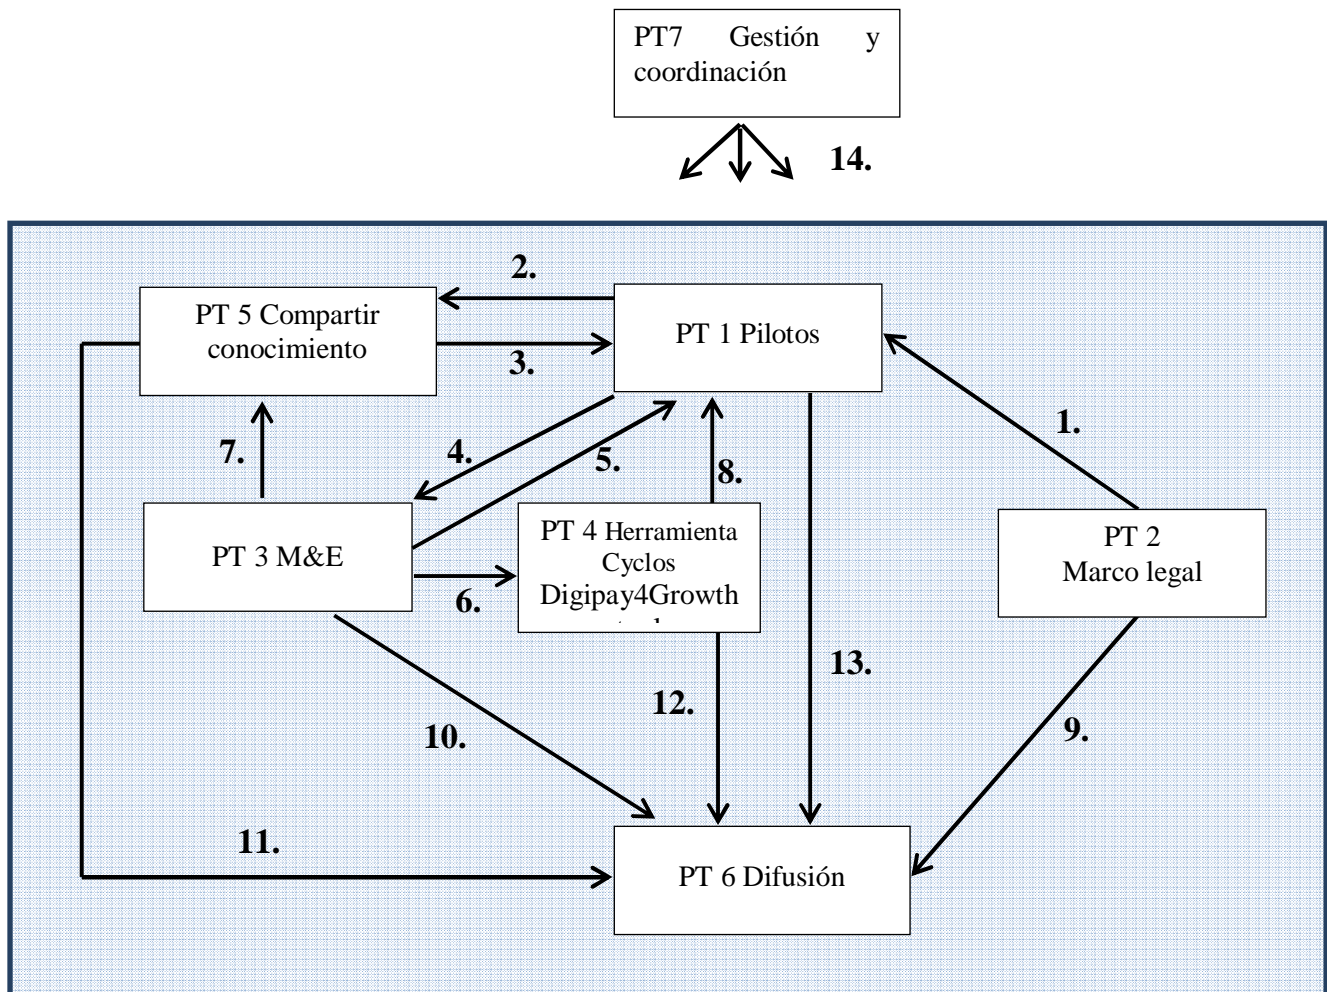 PT7 Gestión y
coordinación
14.
2.
PT 5 Compartir
conocimiento
PT 1 Pilotos
3.
1.
7.
4.
5.
8.
PT 3 M&E
PT 4 Herramienta
Cyclos
Digipay4Growth
PT 2
Marco legal
6.
13.
12.
10.
9.
11.
PT 6 Difusión